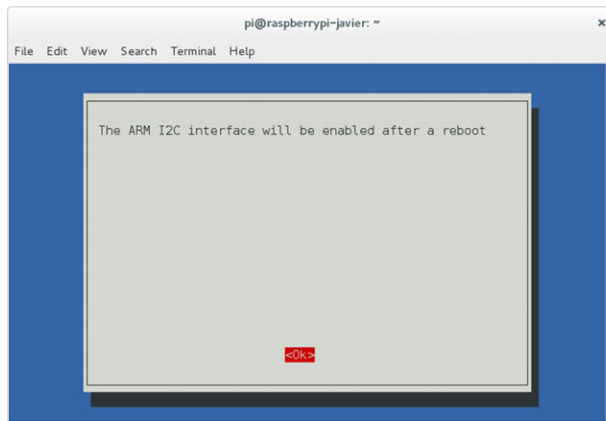 pi@raspberrypi-javier: ~
File Edit View Search Terminal Help
The ARM I2C interface will be enabled after a reboot
<Ok>